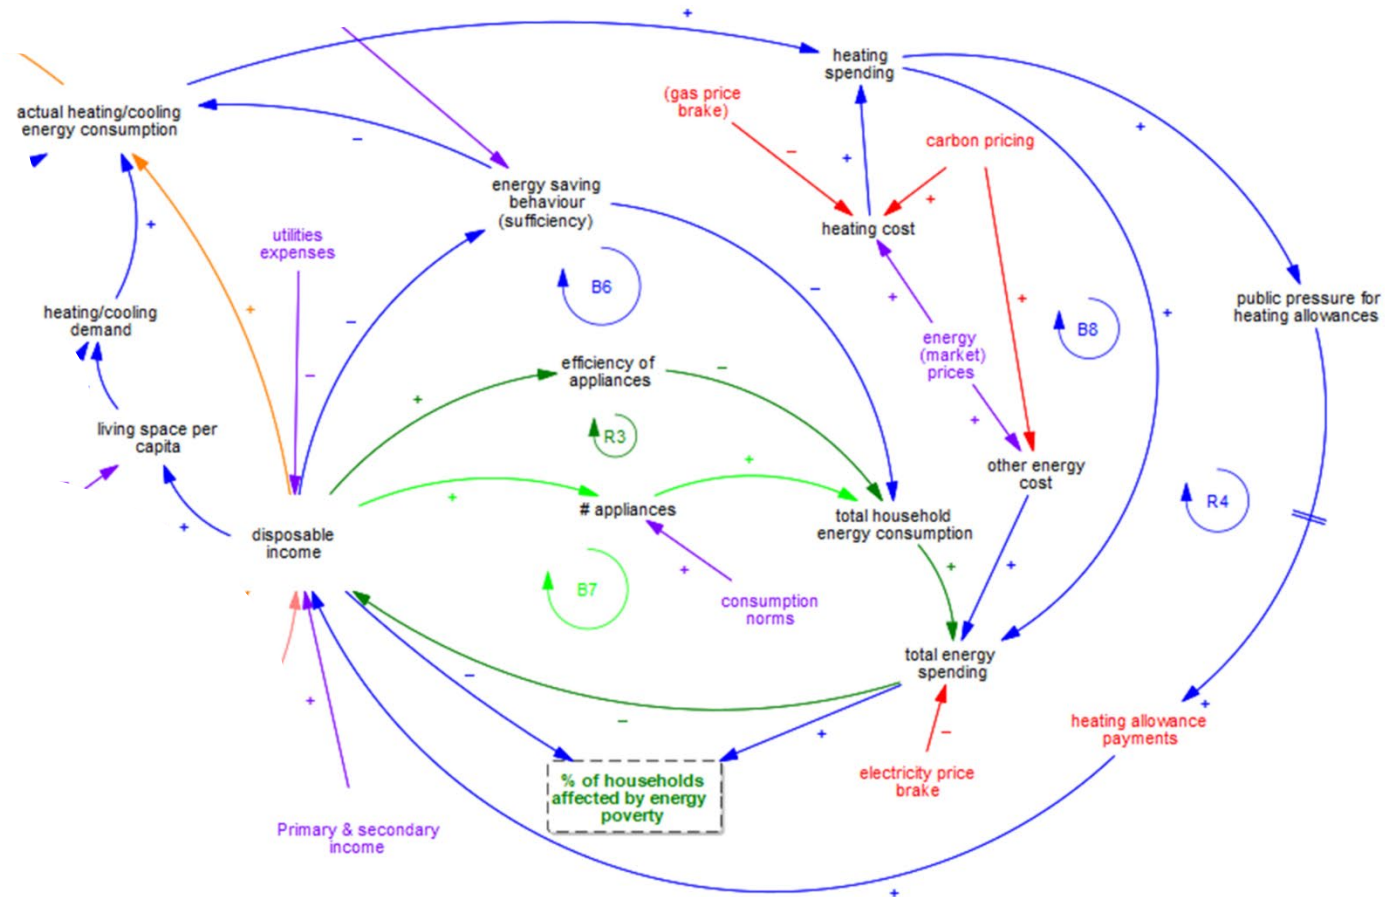 +
heating
spending
(gas price
brake)
actual heating/cooling
energy consumption
+
carbon pricing
–
–
+
energy saving
behaviour
(sufficiency)
+
+
heating cost
utilities
expenses
B6
–
+
+
public pressure for
heating allowances
heating/cooling
demand
+
–
+
B8
energy
(market)
prices
efficiency of
appliances
–
–
+
+
living space per
capita
R3
+
other energy
cost
+
# appliances
+
total household
energy consumption
R4
disposable
income
+
+
+
B7
consumption
norms
–
total energy
spending
+
–
+
–
+
heating allowance
payments
% of households
affected by energy
poverty
electricity price
brake
Primary & secondary
income
+